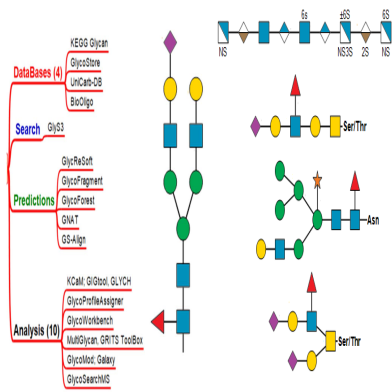 DataBases (4)
KEGG Glycan
GlycoStore
UniCarb-DB
BioOligo
Search
GlyS3
Predictions
GlycReSoft
GlycoFragment
GlycoForest
GNAT
GS-Align
Analysis (10)
KCaM; GIGtool, GLYCH
GlycoProfileAssigner
GlycoWorkbench
MultiGlycan, GRITS ToolBox
GlycoMod; Galaxy
GlycoSearchMS
6s ±6S 6S
NS NS3S 2S NS
Ser/Thr
Asn
Ser/Thr